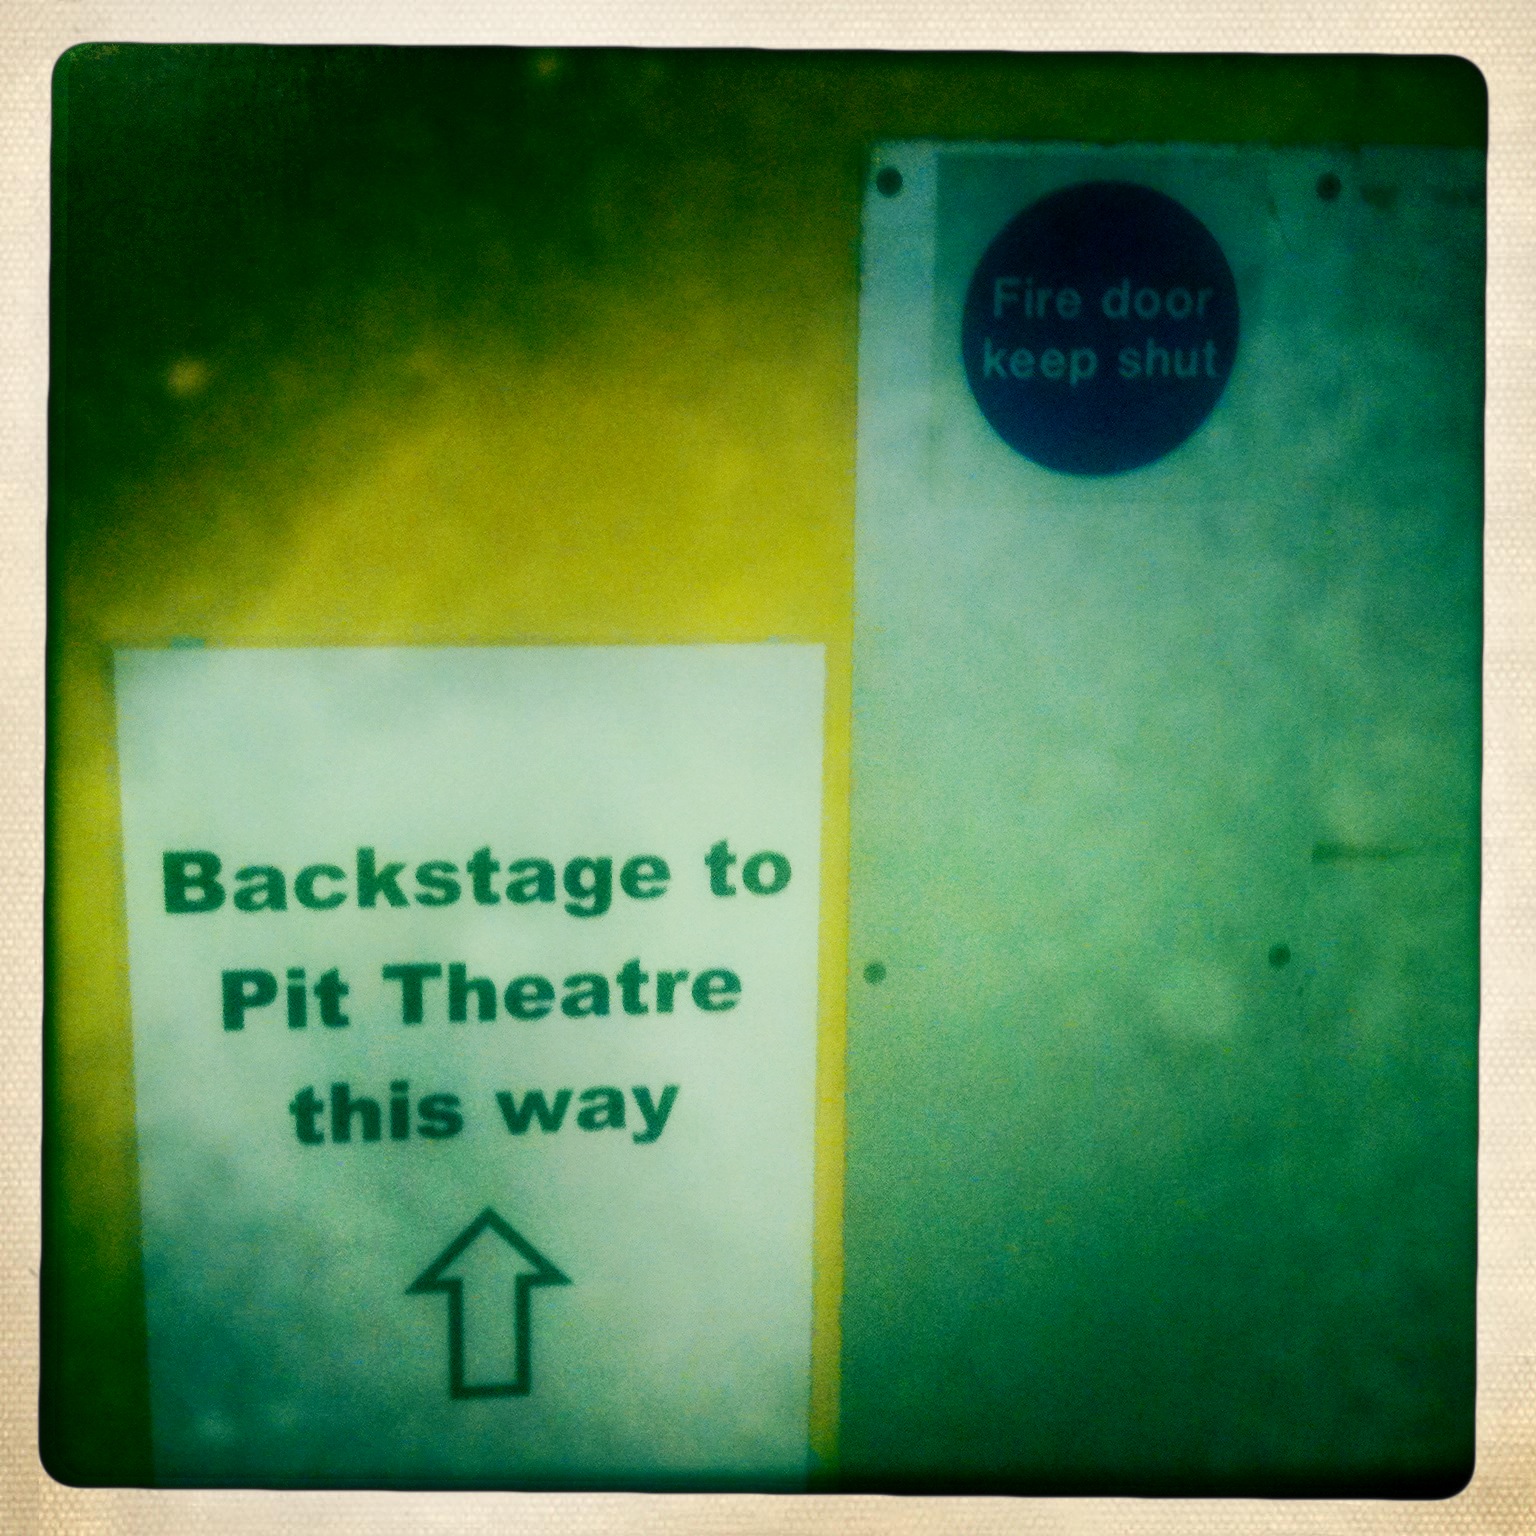 Fire door
keep shut
Backstage to
Pit Theatre
this way